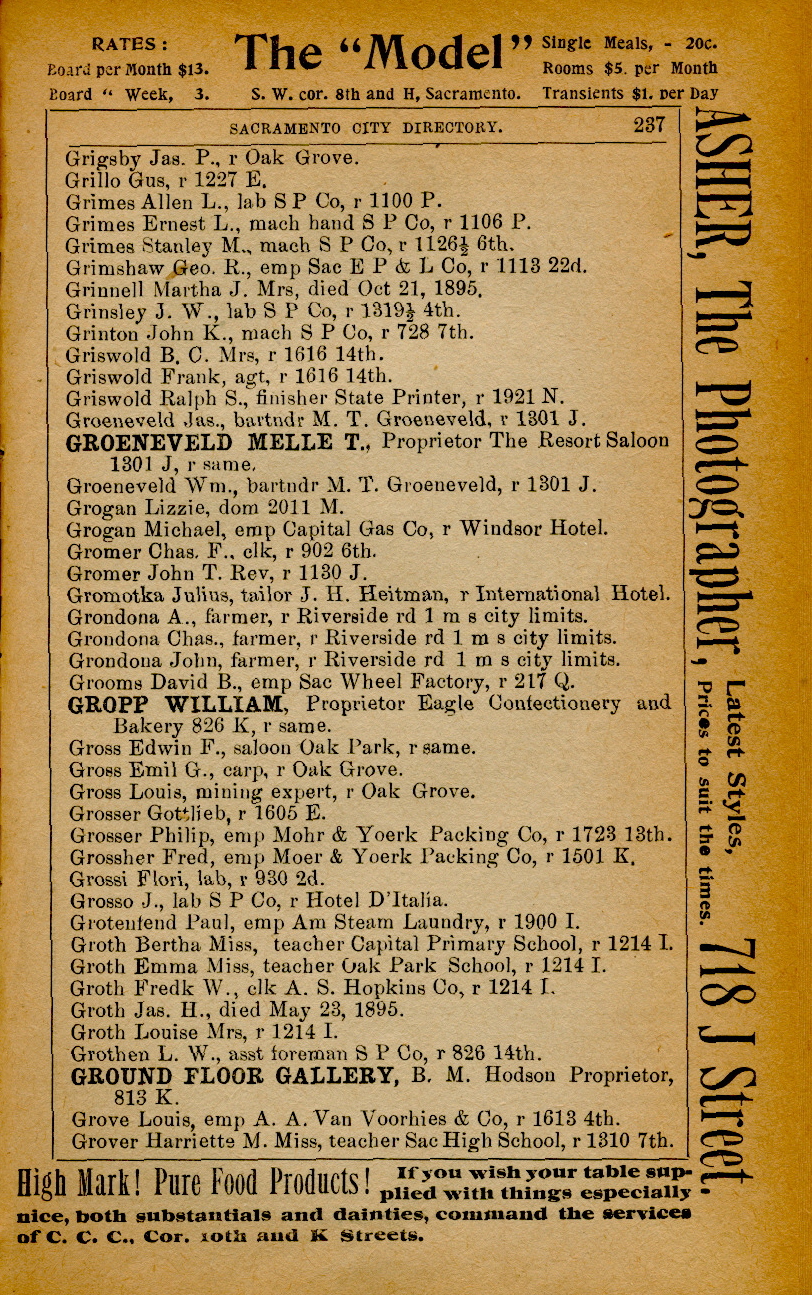 RATES:
Board per Month $13.
Board " Week, 3.
The "Model"
S. W. cor. 8th and H, Sacramento.
Single Meals, - 20c.
Rooms $5. per Month
Transients $1. per Day
SACRAMENTO CITY DIRECTORY. 237
Grigsby Jas. P., r Oak Grove.
Grillo Gus, r 1227 E.
Grimes Allen L., lab S P Co, r 1100 P.
Grimes Ernest L., mach hand S P Co, r 1106 P.
Grimes Stanley M., mach S P Co, r 1126½ 6th.
Grimshaw Geo. R., emp Sac E P & L Co, r 1113 22d.
Grinnell Martha J. Mrs, died Oct 21, 1895.
Grinsley J. W., lab S P Co, r 1319½ 4th.
Grinton John K., mach S P Co, r 728 7th.
Griswold B. C. Mrs, r 1616 14th.
Griswold Frank, agt, r 1616 14th.
Griswold Ralph S., finisher State Printer, r 1921 N.
Groeneveld Jas., bartndr M. T. Groeneveld, r 1301 J.
GROENEVELD MELLE T., Proprietor The Resort Saloon
1301 J, r same.
Groeneveld Wm., bartndr M. T. Groeneveld, r 1301 J.
Grogan Lizzie, dom 2011 M.
Grogan Michael, emp Capital Gas Co, r Windsor Hotel.
Gromer Chas. F., clk, r 902 6th.
Gromer John T. Rev, r 1130 J.
Gromotka Julius, tailor J. H. Heitman, r International Hotel.
Grondona A., farmer, r Riverside rd 1 m s city limits.
Grondona Chas., farmer, r Riverside rd 1 m s city limits.
Grondona John, farmer, r Riverside rd 1 m s city limits.
Grooms David B., emp Sac Wheel Factory, r 217 Q.
GROPP WILLIAM, Proprietor Eagle Confectionery and
Bakery 826 K, r same.
Gross Edwin F., saloon Oak Park, r same.
Gross Emil G., carp, r Oak Grove.
Gross Louis, mining expert, r Oak Grove.
Grosser Gottlieb, r 1605 E.
Grosser Philip, emp Mohr & Yoerk Packing Co, r 1723 13th.
Grossher Fred, emp Moer & Yoerk Packing Co, r 1501 K.
Grossi Flori, lab, r 930 2d.
Grosso J., lab S P Co, r Hotel D'Italia.
Grotenfend Paul, emp Am Steam Laundry, r 1900 I.
Groth Bertha Miss, teacher Capital Primary School, r 1214 I.
Groth Emma Miss, teacher Oak Park School, r 1214 I.
Groth Fredk W., clk A. S. Hopkins Co, r 1214 I.
Groth Jas. H., died May 23, 1895.
Groth Louise Mrs, r 1214 I.
Grothen L. W., asst foreman S P Co, r 826 14th.
GROUND FLOOR GALLERY, B. M. Hodson Proprietor,
813 K.
Grove Louis, emp A. A. Van Voorhies & Co, r 1613 4th.
Grover Harriette M. Miss, teacher Sac High School, r 1310 7th.
ASHER, The Photographer,
Latest Styles,
Prices to suit the times.
718 J Street.
High Mark! Pure Food Products! If you wish your table sup-
plied with things especially
nice, both substantials and dainties, command the services
of C. C. C., Cor. 10th and K Streets.